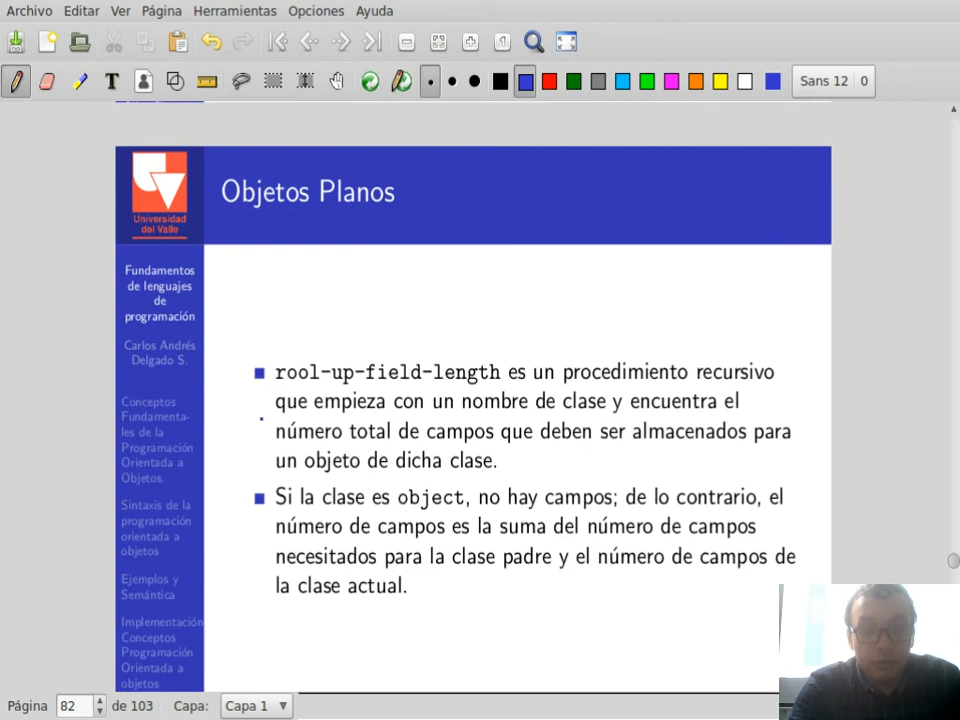 Archivo Editar Ver Página Herramientas Opciones Ayuda
T
Sans 12 0
Universidad
del Valle
Objetos Planos
Fundamentos
de lenguajes
de
programación
Carlos Andrés
Delgado S.
Conceptos
Fundamenta-
les de la
Programación
Orientada a
Objetos.
Sintaxis de la
programación
orientada a
objetos
Ejemplos y
Semántica
Implementación
Conceptos
Programación
Orientada a
objetos
rool-up-field-length es un procedimiento recursivo
que empieza con un nombre de clase y encuentra el
número total de campos que deben ser almacenados para
un objeto de dicha clase.
Si la clase es object, no hay campos; de lo contrario, el
número de campos es la suma del número de campos
necesitados para la clase padre y el número de campos de
la clase actual.
Página 82 de 103 Capa: Capa 1